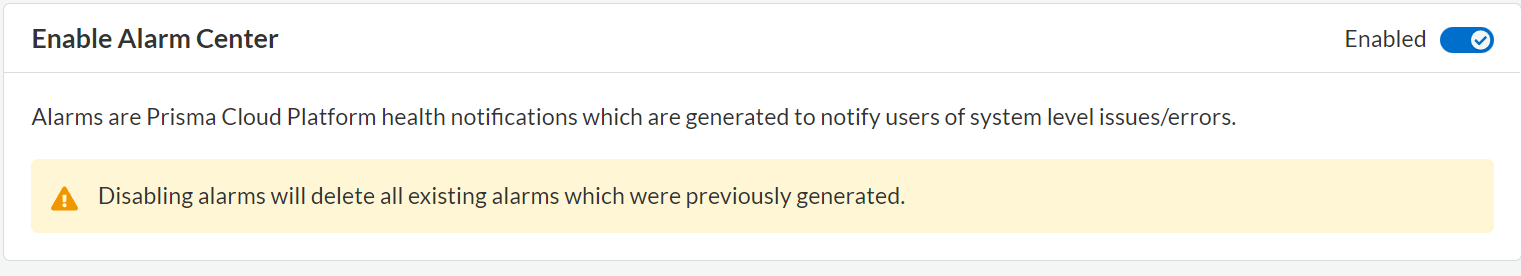 Enable Alarm Center
Enabled
Alarms are Prisma Cloud Platform health notifications which are generated to notify users of system level issues/errors.
Disabling alarms will delete all existing alarms which were previously generated.